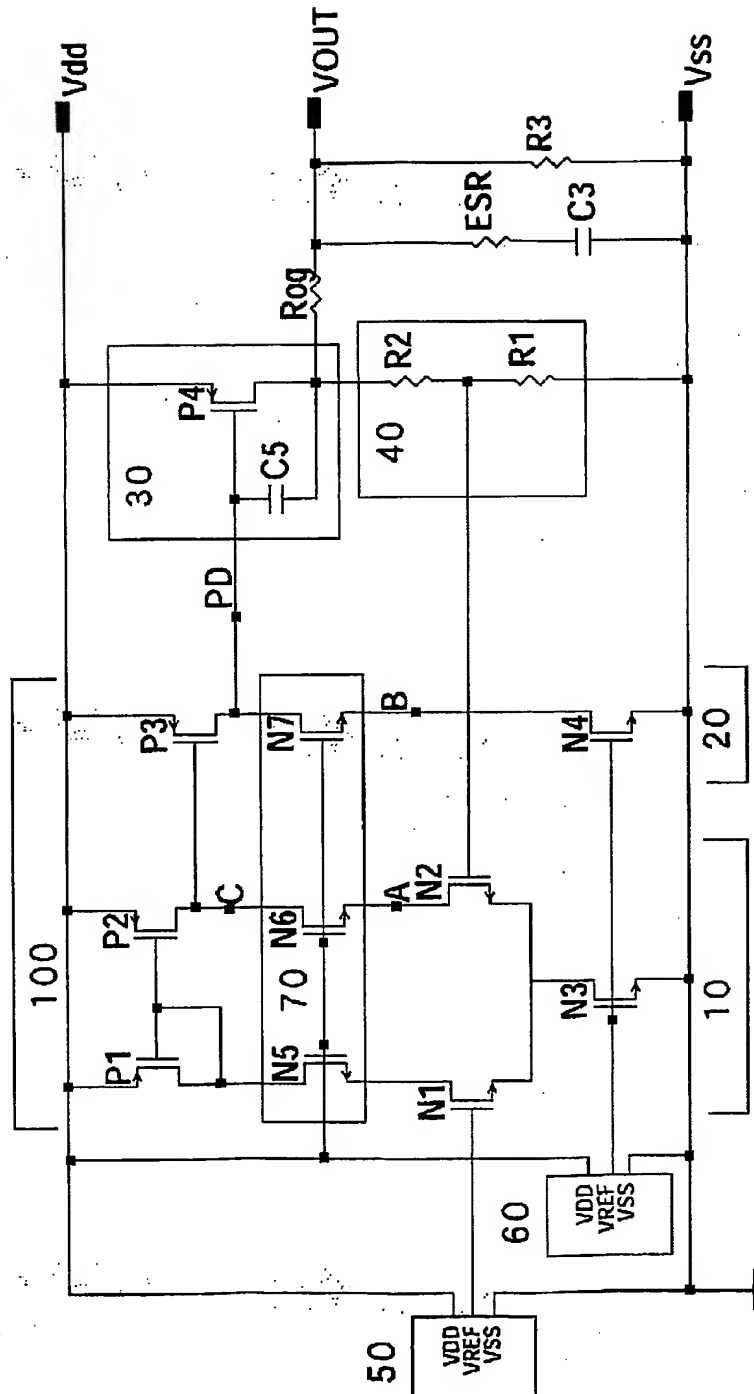 100
Vdd
P1
P2
P3
P4
30
C5
PD
Rog
VOUT
C
70
N5
N6
N7
A
B
40
R2
R1
ESR
C3
R3
N1
N2
N3
N4
50
VDD
VREF
VSS
60
VDD
VREF
VSS
10
20
Vss